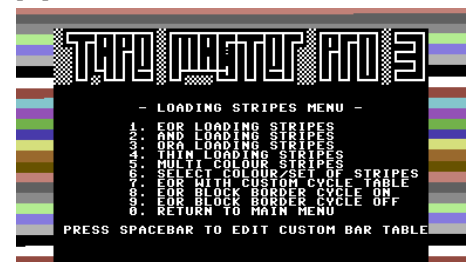 TAPE MASTER PRO 3
- LOADING STRIPES MENU -
1. EOR LOADING STRIPES
2. AND LOADING STRIPES
3. ORA LOADING STRIPES
4. THIN LOADING STRIPES
5. MULTI COLOUR STRIPES
6. SELECT COLOUR/SET OF STRIPES
7. EOR WITH CUSTOM CYCLE TABLE
8. EOR BLOCK BORDER CYCLE ON
9. EOR BLOCK BORDER CYCLE OFF
0. RETURN TO MAIN MENU
PRESS SPACEBAR TO EDIT CUSTOM BAR TABLE